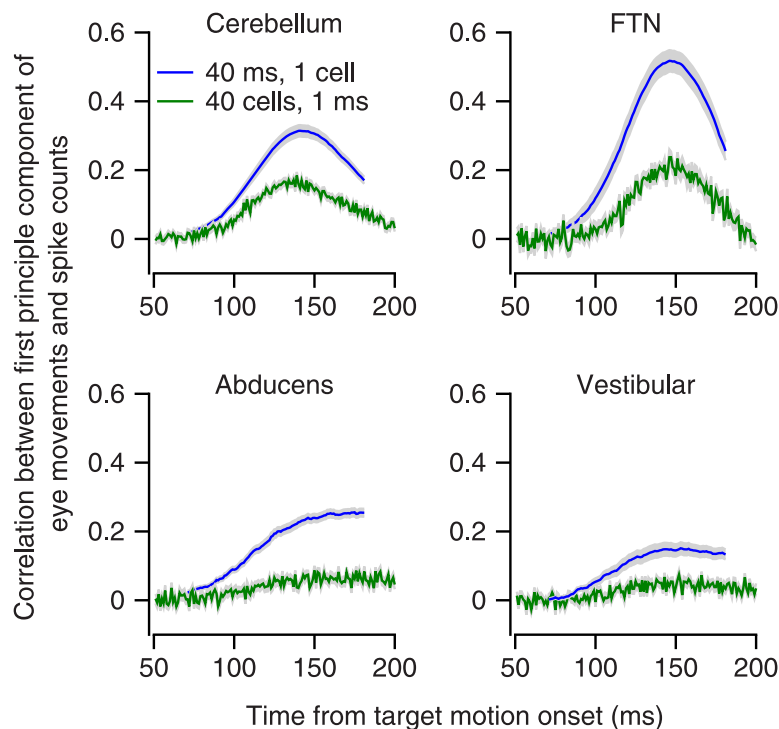 Correlation between first principle component of
eye movements and spike counts
Cerebellum
0.6
0.4
0.2
0
40 ms, 1 cell
40 cells, 1 ms
50 100 150 200
FTN
0.6
0.4
0.2
0
50 100 150 200
Abducens
0.6
0.4
0.2
0
50 100 150 200
Vestibular
0.6
0.4
0.2
0
50 100 150 200
Time from target motion onset (ms)